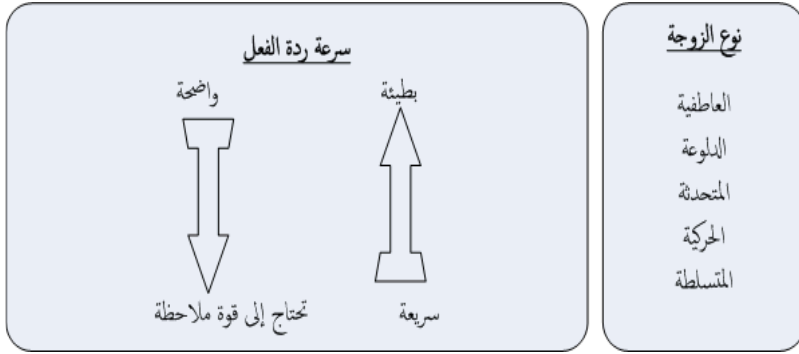 نوع الزوجة
العاطفية
الدلوعة
المتحدثة
الحركية
المتسلطة
سرعة ردة الفعل
بطيئة
واضحة
سريعة
تحتاج إلى قوة ملاحظة